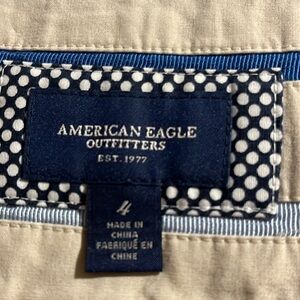 AMERICAN EAGLE
OUTFITTERS
EST. 1977
4
MADE IN
CHINA
FABRIQUÉ EN
CHINE